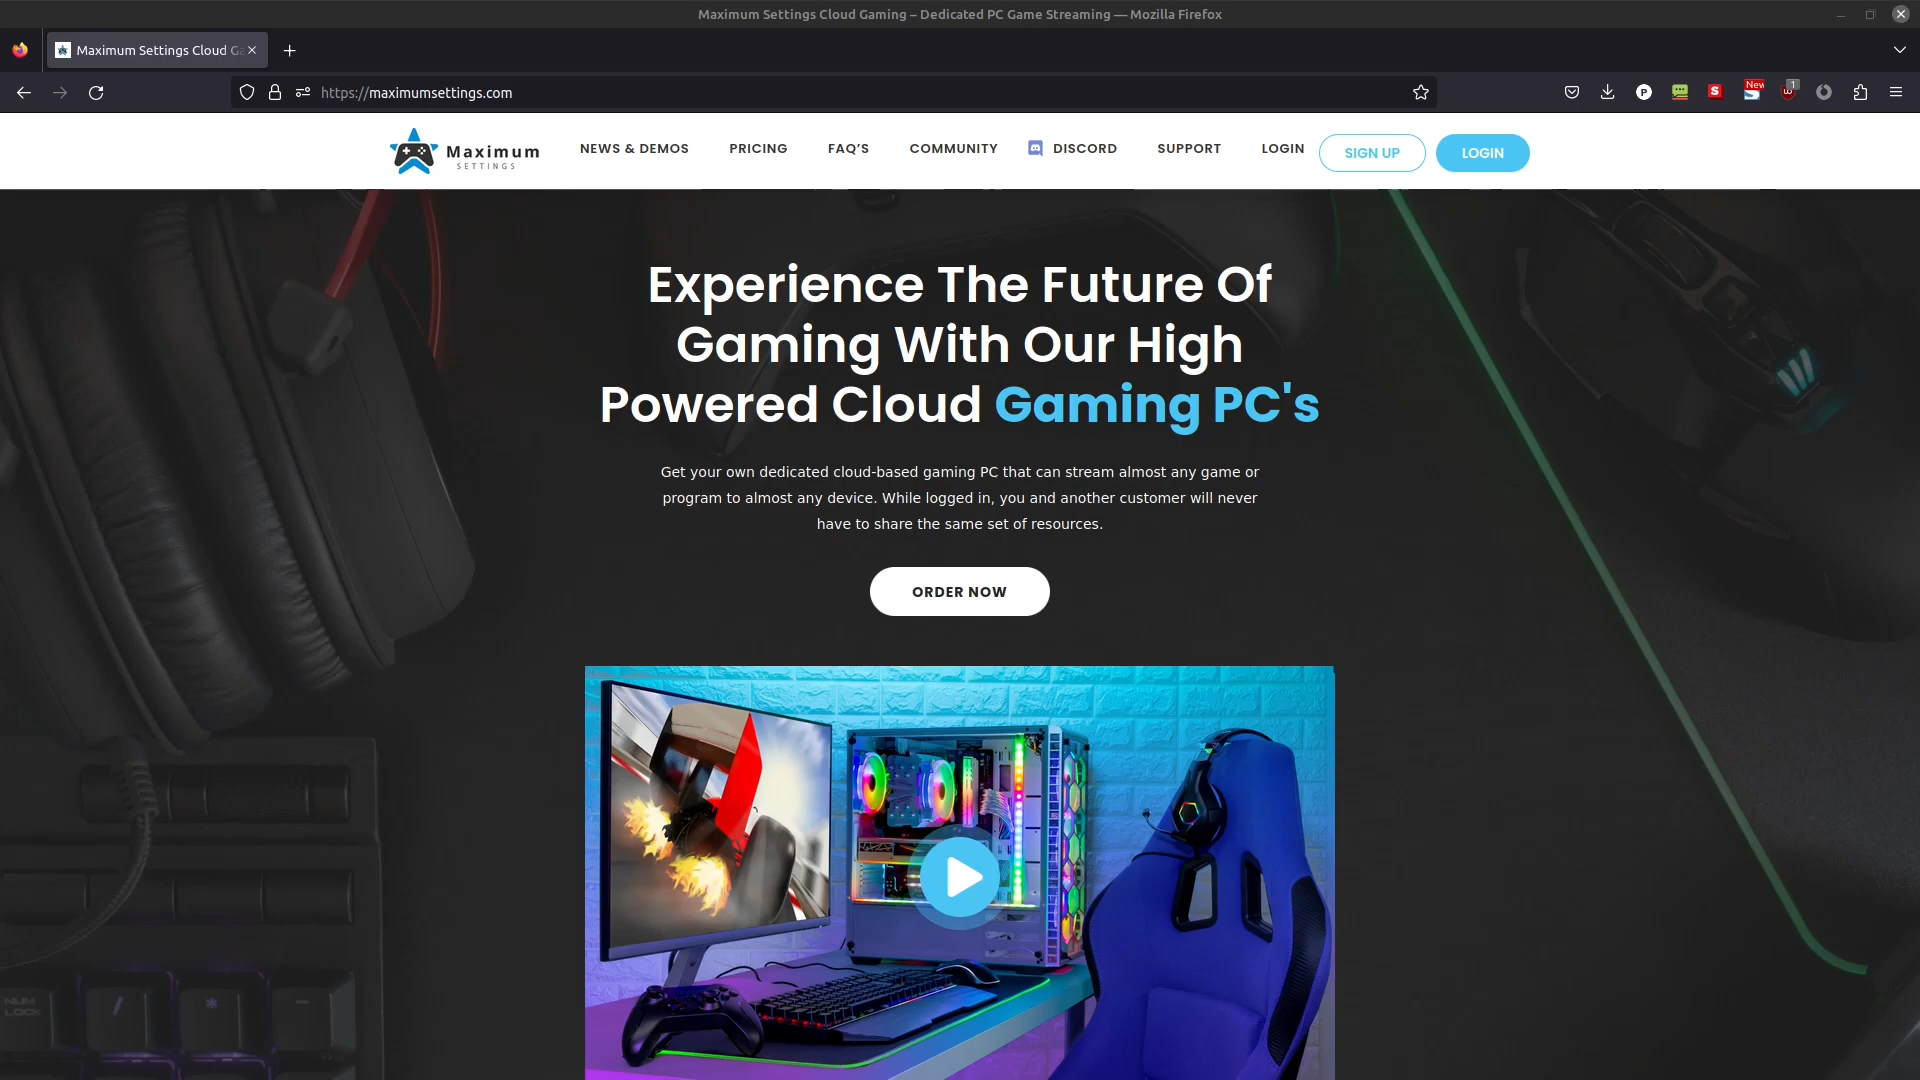 Maximum Settings Cloud Gaming – Dedicated PC Game Streaming — Mozilla Firefox
Maximum Settings Cloud Ga
https://maximumsettings.com
New
1
Maximum
SETTINGS
NEWS & DEMOS
PRICING
FAQ’S
COMMUNITY
DISCORD
SUPPORT
LOGIN
SIGN UP
LOGIN
Experience The Future Of
Gaming With Our High
Powered Cloud Gaming PC's
Get your own dedicated cloud-based gaming PC that can stream almost any game or
program to almost any device. While logged in, you and another customer will never
have to share the same set of resources.
ORDER NOW
NUM
LOCK
/
*
-